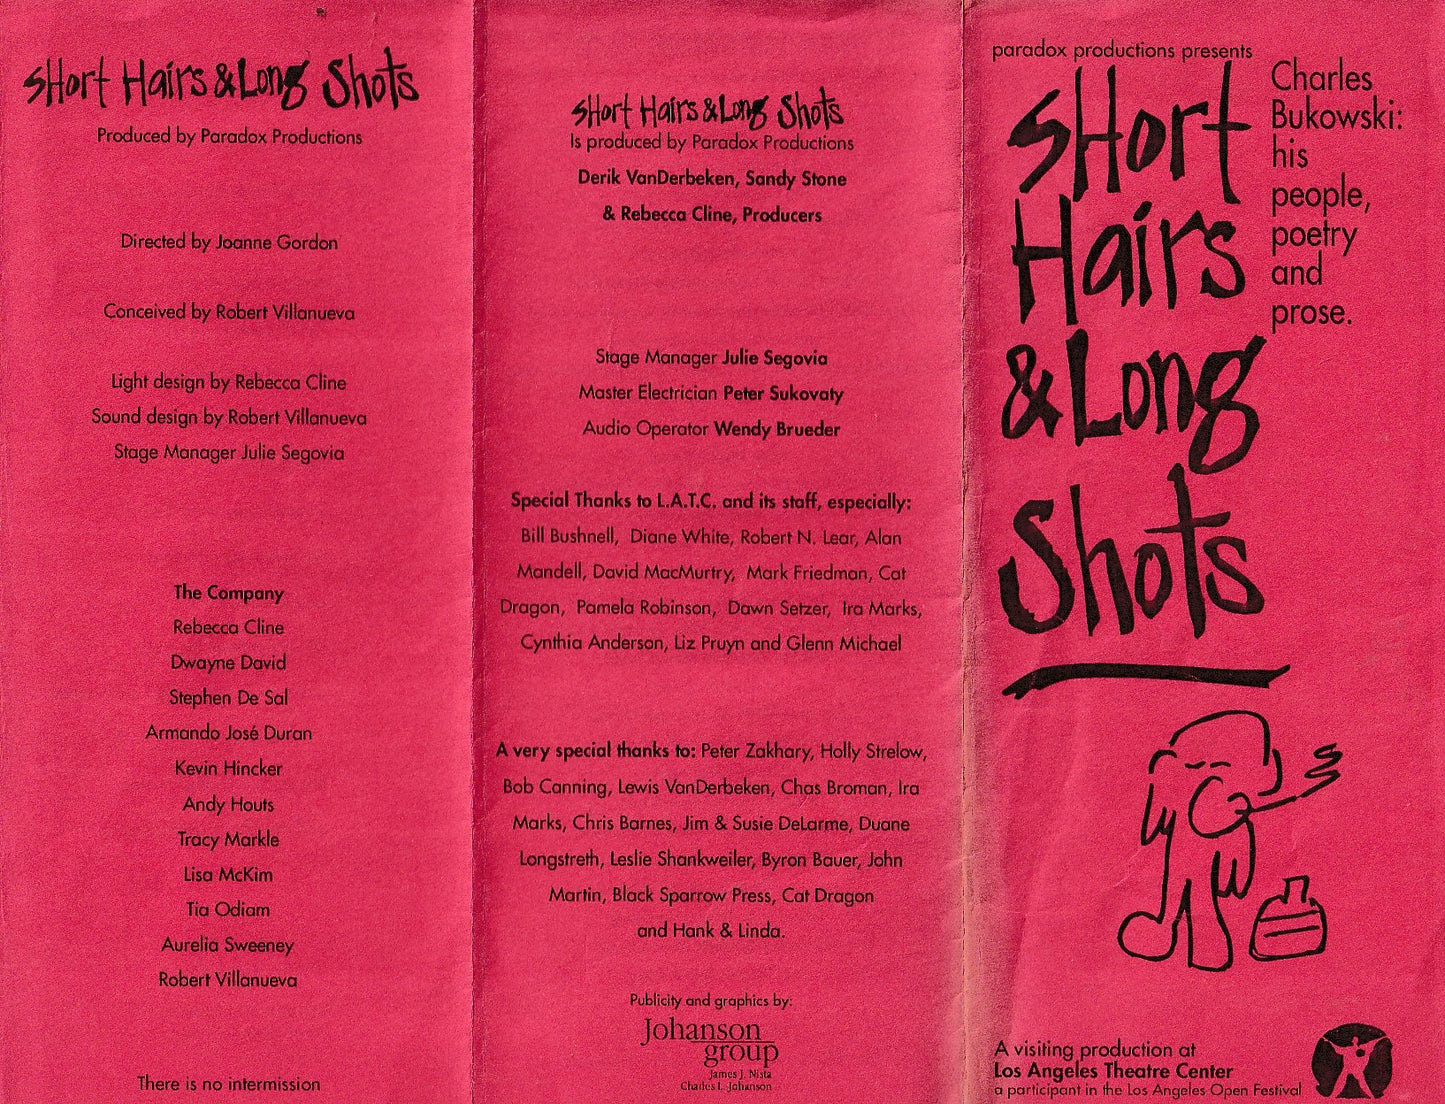 sHort Hairs & Long Shots
Produced by Paradox Productions
Directed by Joanne Gordon
Conceived by Robert Villanueva
Light design by Rebecca Cline
Sound design by Robert Villanueva
Stage Manager Julie Segovia
The Company
Rebecca Cline
Dwayne David
Stephen De Sal
Armando José Duran
Kevin Hincker
Andy Houts
Tracy Markle
Lisa McKim
Tia Odiam
Aurelia Sweeney
Robert Villanueva
There is no intermission
sHort Hairs & Long Shots
Is produced by Paradox Productions
Derik VanDerbeken, Sandy Stone
& Rebecca Cline, Producers
Stage Manager Julie Segovia
Master Electrician Peter Sukovaty
Audio Operator Wendy Brueder
Special Thanks to L.A.T.C. and its staff, especially:
Bill Bushnell, Diane White, Robert N. Lear, Alan
Mandell, David MacMurtry, Mark Friedman, Cat
Dragon, Pamela Robinson, Dawn Setzer, Ira Marks,
Cynthia Anderson, Liz Pruyn and Glenn Michael
A very special thanks to: Peter Zakhary, Holly Strelow,
Bob Canning, Lewis VanDerbeken, Chas Broman, Ira
Marks, Chris Barnes, Jim & Susie DeLarme, Duane
Longstreth, Leslie Shankweiler, Byron Bauer, John
Martin, Black Sparrow Press, Cat Dragon
and Hank & Linda.
Publicity and graphics by:
Johanson
group
James J. Nista
Charles L. Johanson
paradox productions presents
sHort
Hairs
& Long
Shots
Charles
Bukowski:
his
people,
poetry
and
prose.
A visiting production at
Los Angeles Theatre Center
a participant in the Los Angeles Open Festival